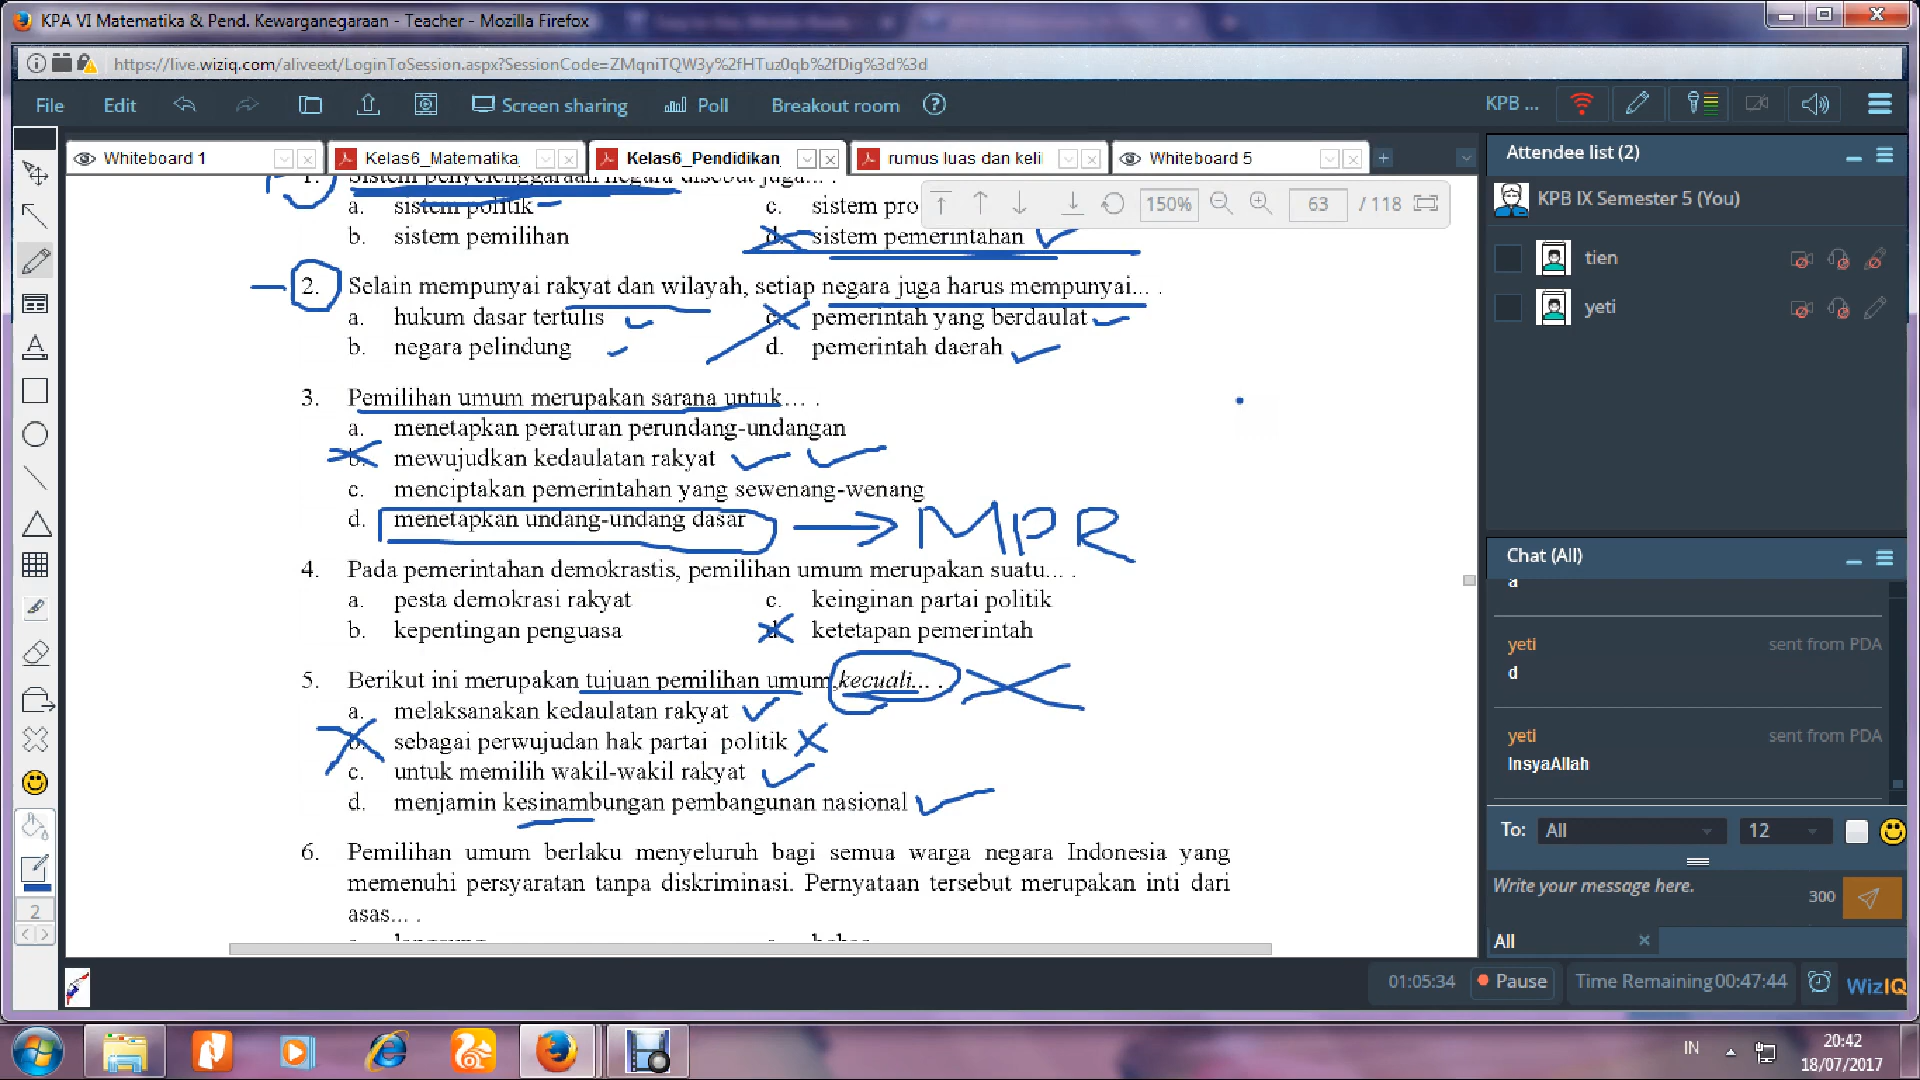 KPA VI Matematika & Pend. Kewarganegaraan - Teacher - Mozilla Firefox
https://live.wiziq.com/aliveext/LoginToSession.aspx?SessionCode=ZMqniTQW3y%2fHTuz0qb%2fDig%3d%3d
File Edit Screen sharing Poll Breakout room ? KPB ...
Whiteboard 1 Kelas6_Matematika_ Kelas6_Pendidikan_ rumus luas dan keli Whiteboard 5
150% 63 / 118
1. Sistem penyelenggaraan negara disebut juga... .
a. sistem politik c. sistem pro
b. sistem pemilihan d. sistem pemerintahan
2. Selain mempunyai rakyat dan wilayah, setiap negara juga harus mempunyai... .
a. hukum dasar tertulis c. pemerintah yang berdaulat
b. negara pelindung d. pemerintah daerah
3. Pemilihan umum merupakan sarana untuk... .
a. menetapkan peraturan perundang-undangan
b. mewujudkan kedaulatan rakyat
c. menciptakan pemerintahan yang sewenang-wenang
d. menetapkan undang-undang dasar MPR
4. Pada pemerintahan demokrastis, pemilihan umum merupakan suatu... .
a. pesta demokrasi rakyat c. keinginan partai politik
b. kepentingan penguasa d. ketetapan pemerintah
5. Berikut ini merupakan tujuan pemilihan umum, kecuali... .
a. melaksanakan kedaulatan rakyat
b. sebagai perwujudan hak partai politik
c. untuk memilih wakil-wakil rakyat
d. menjamin kesinambungan pembangunan nasional
6. Pemilihan umum berlaku menyeluruh bagi semua warga negara Indonesia yang
memenuhi persyaratan tanpa diskriminasi. Pernyataan tersebut merupakan inti dari
asas... .
2
Attendee list (2)
KPB IX Semester 5 (You)
tien
yeti
Chat (All)
a
yeti sent from PDA
d
yeti sent from PDA
InsyaAllah
To: All 12
Write your message here.
300
All
01:05:34 Pause Time Remaining 00:47:44 WizIQ
IN
20:42
18/07/2017